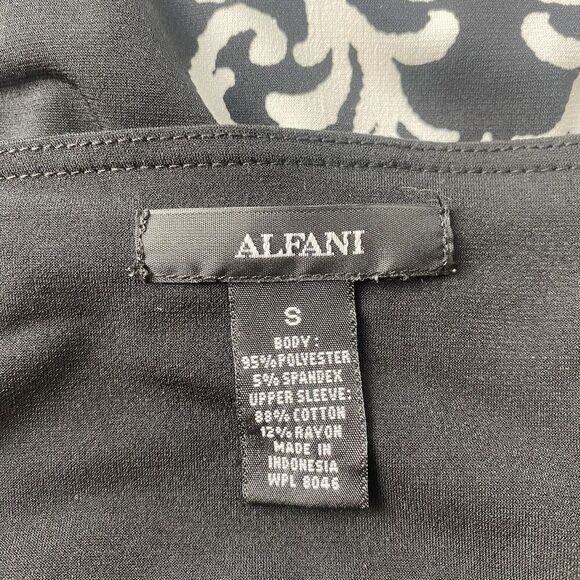 ALFANI
S
BODY:
95% POLYESTER
5% SPANDEX
UPPER SLEEVE:
88% COTTON
12% RAYON
MADE IN
INDONESIA
WPL 8046